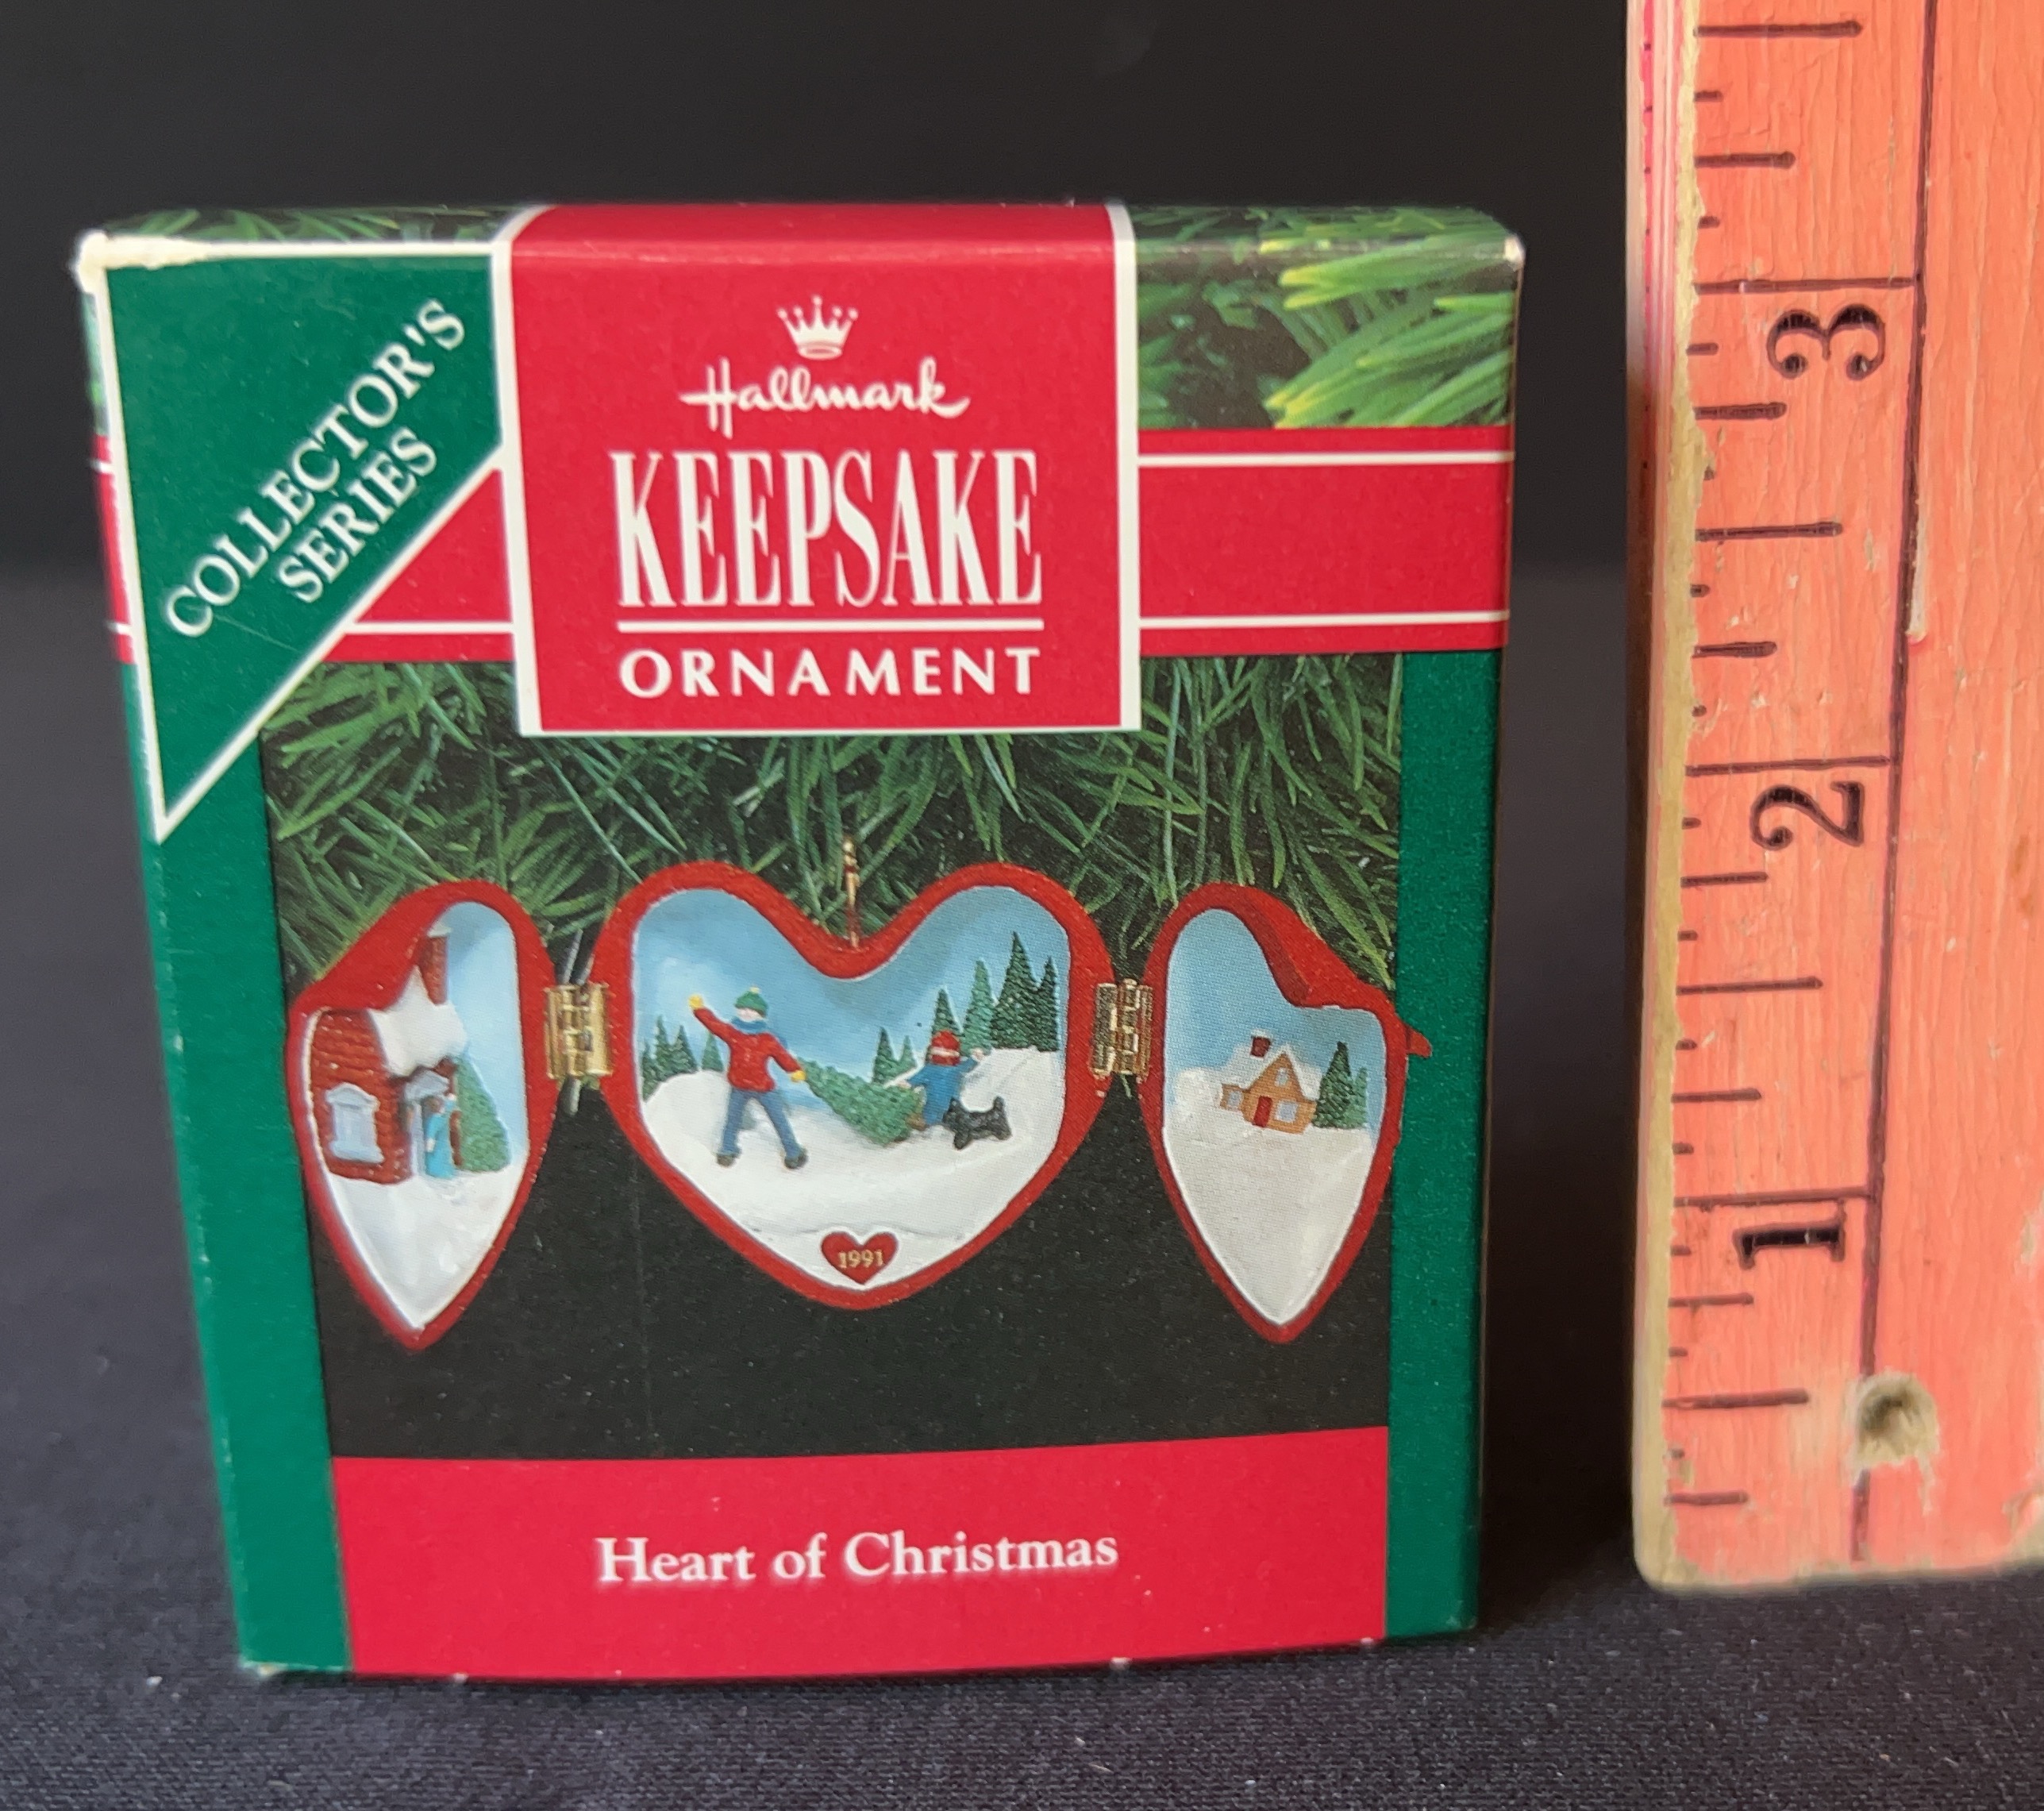 COLLECTOR'S
SERIES
Hallmark
KEEPSAKE
ORNAMENT
1991
Heart of Christmas
3
2
1